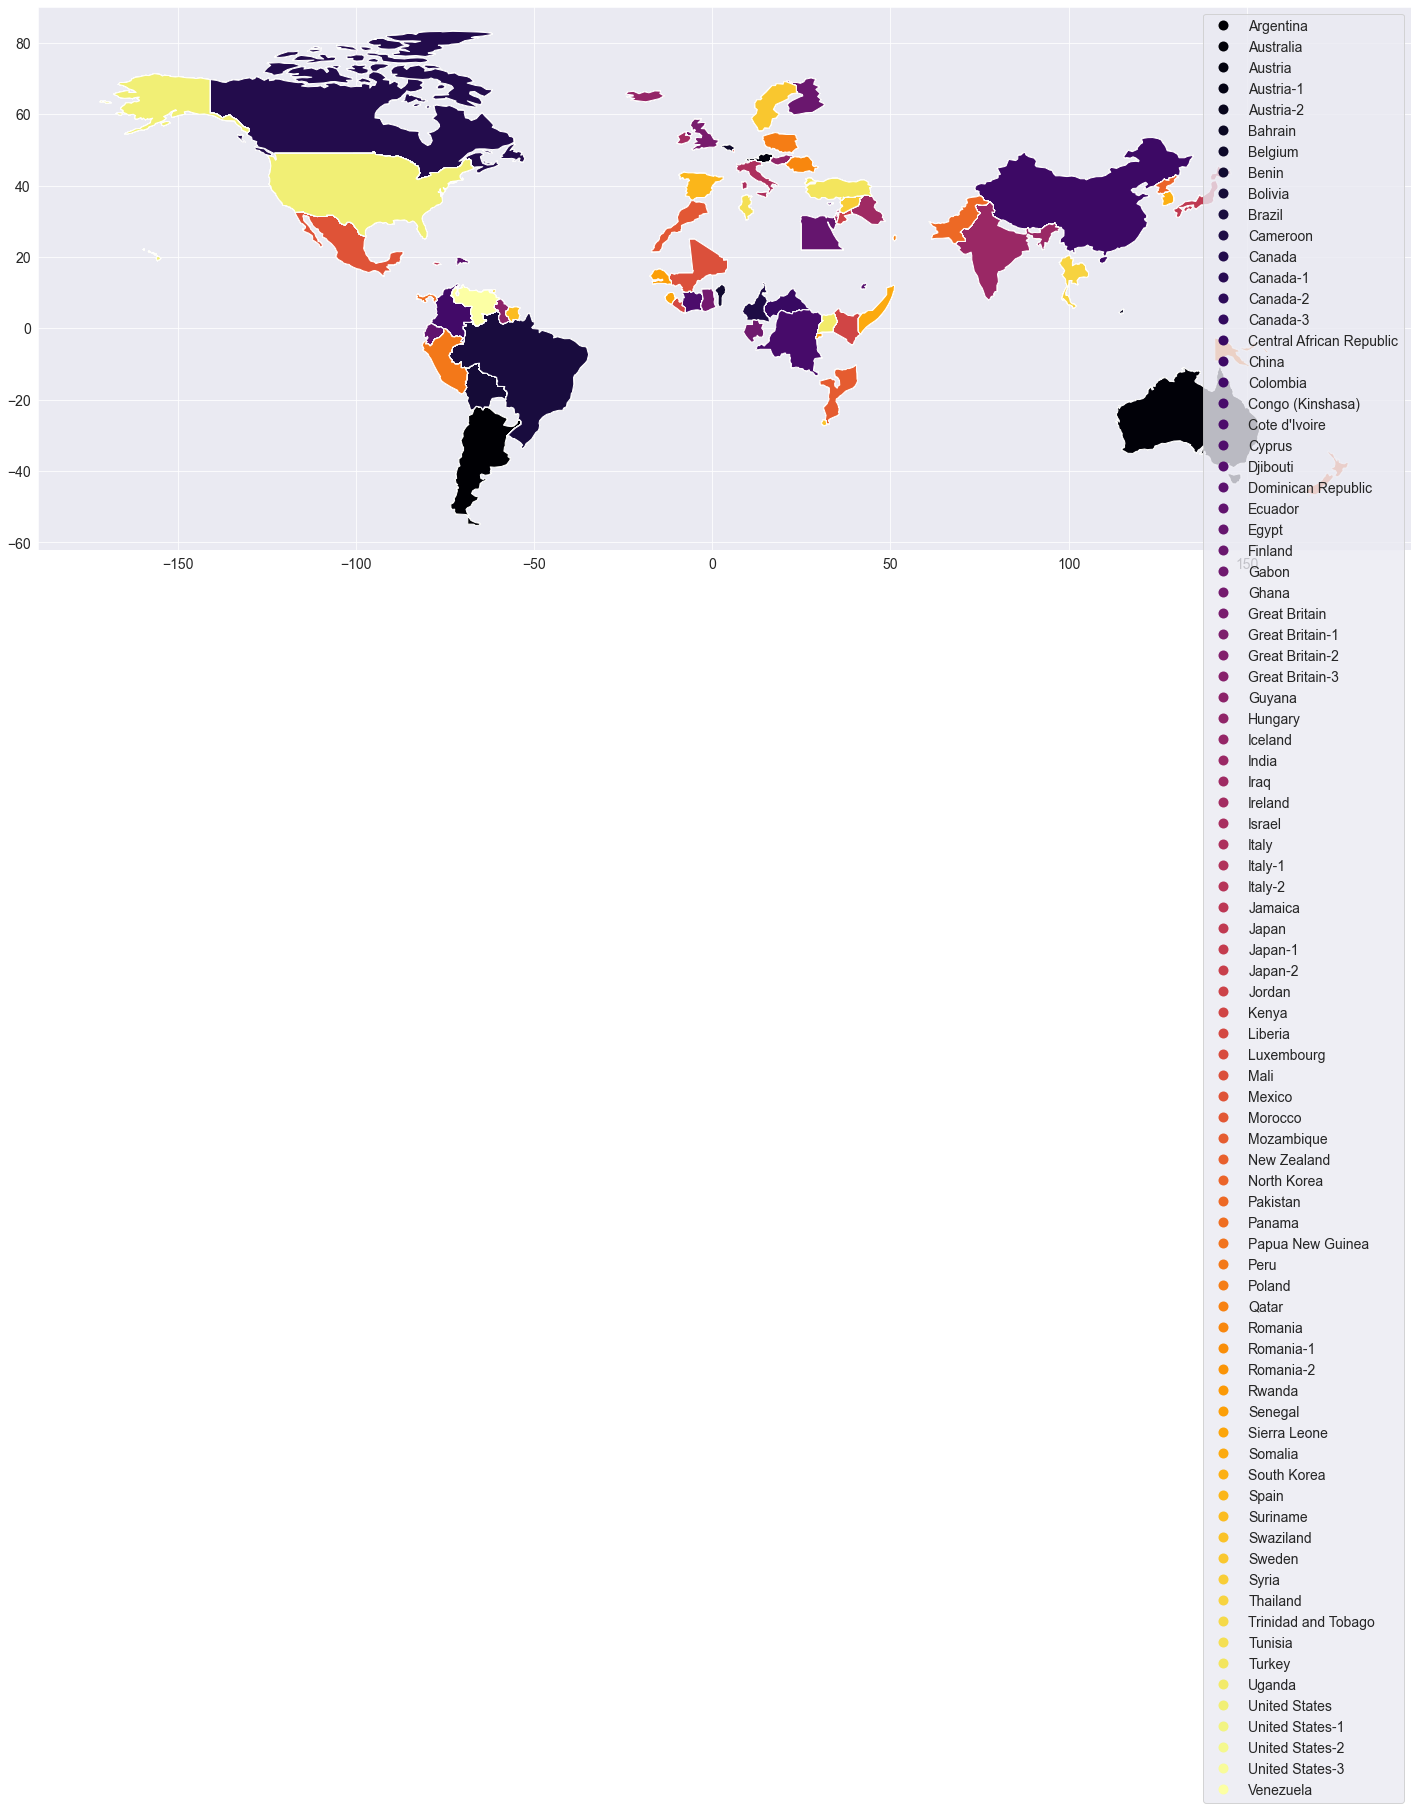 80
60
40
20
0
−20
−40
−60
−150
−100
−50
0
50
100
150
Argentina
Australia
Austria
Austria-1
Austria-2
Bahrain
Belgium
Benin
Bolivia
Brazil
Cameroon
Canada
Canada-1
Canada-2
Canada-3
Central African Republic
China
Colombia
Congo (Kinshasa)
Cote d'Ivoire
Cyprus
Djibouti
Dominican Republic
Ecuador
Egypt
Finland
Gabon
Ghana
Great Britain
Great Britain-1
Great Britain-2
Great Britain-3
Guyana
Hungary
Iceland
India
Iraq
Ireland
Israel
Italy
Italy-1
Italy-2
Jamaica
Japan
Japan-1
Japan-2
Jordan
Kenya
Liberia
Luxembourg
Mali
Mexico
Morocco
Mozambique
New Zealand
North Korea
Pakistan
Panama
Papua New Guinea
Peru
Poland
Qatar
Romania
Romania-1
Romania-2
Rwanda
Senegal
Sierra Leone
Somalia
South Korea
Spain
Suriname
Swaziland
Sweden
Syria
Thailand
Trinidad and Tobago
Tunisia
Turkey
Uganda
United States
United States-1
United States-2
United States-3
Venezuela